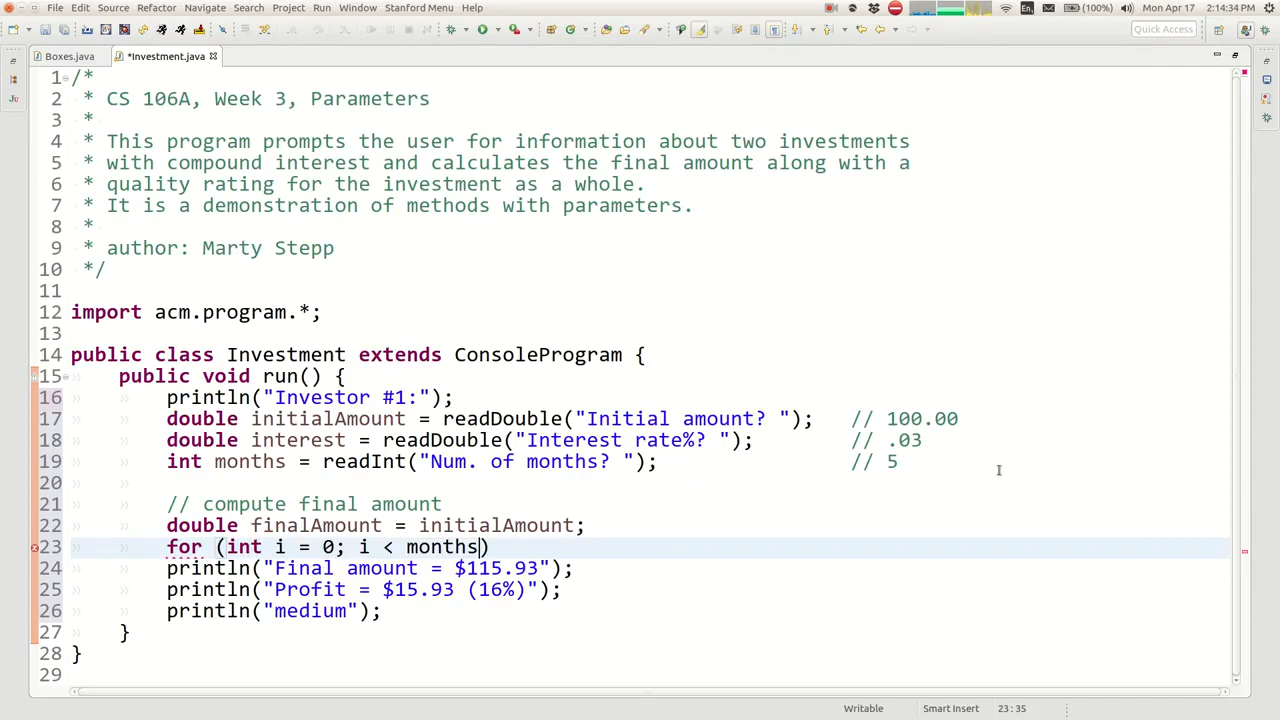 File Edit Source Refactor Navigate Search Project Run Window Stanford Menu Help
En (100%) Mon Apr 17 2:14:34 PM
Quick Access
Boxes.java *Investment.java
1 /*
2 * CS 106A, Week 3, Parameters
3 *
4 * This program prompts the user for information about two investments
5 * with compound interest and calculates the final amount along with a
6 * quality rating for the investment as a whole.
7 * It is a demonstration of methods with parameters.
8 *
9 * author: Marty Stepp
10 */
11
12 import acm.program.*;
13
14 public class Investment extends ConsoleProgram {
15 public void run() {
16 println("Investor #1:");
17 double initialAmount = readDouble("Initial amount? "); // 100.00
18 double interest = readDouble("Interest rate%? "); // .03
19 int months = readInt("Num. of months? "); // 5
20
21 // compute final amount
22 double finalAmount = initialAmount;
23 for (int i = 0; i < months)
24 println("Final amount = $115.93");
25 println("Profit = $15.93 (16%)");
26 println("medium");
27 }
28 }
29
Writable Smart Insert 23 : 35